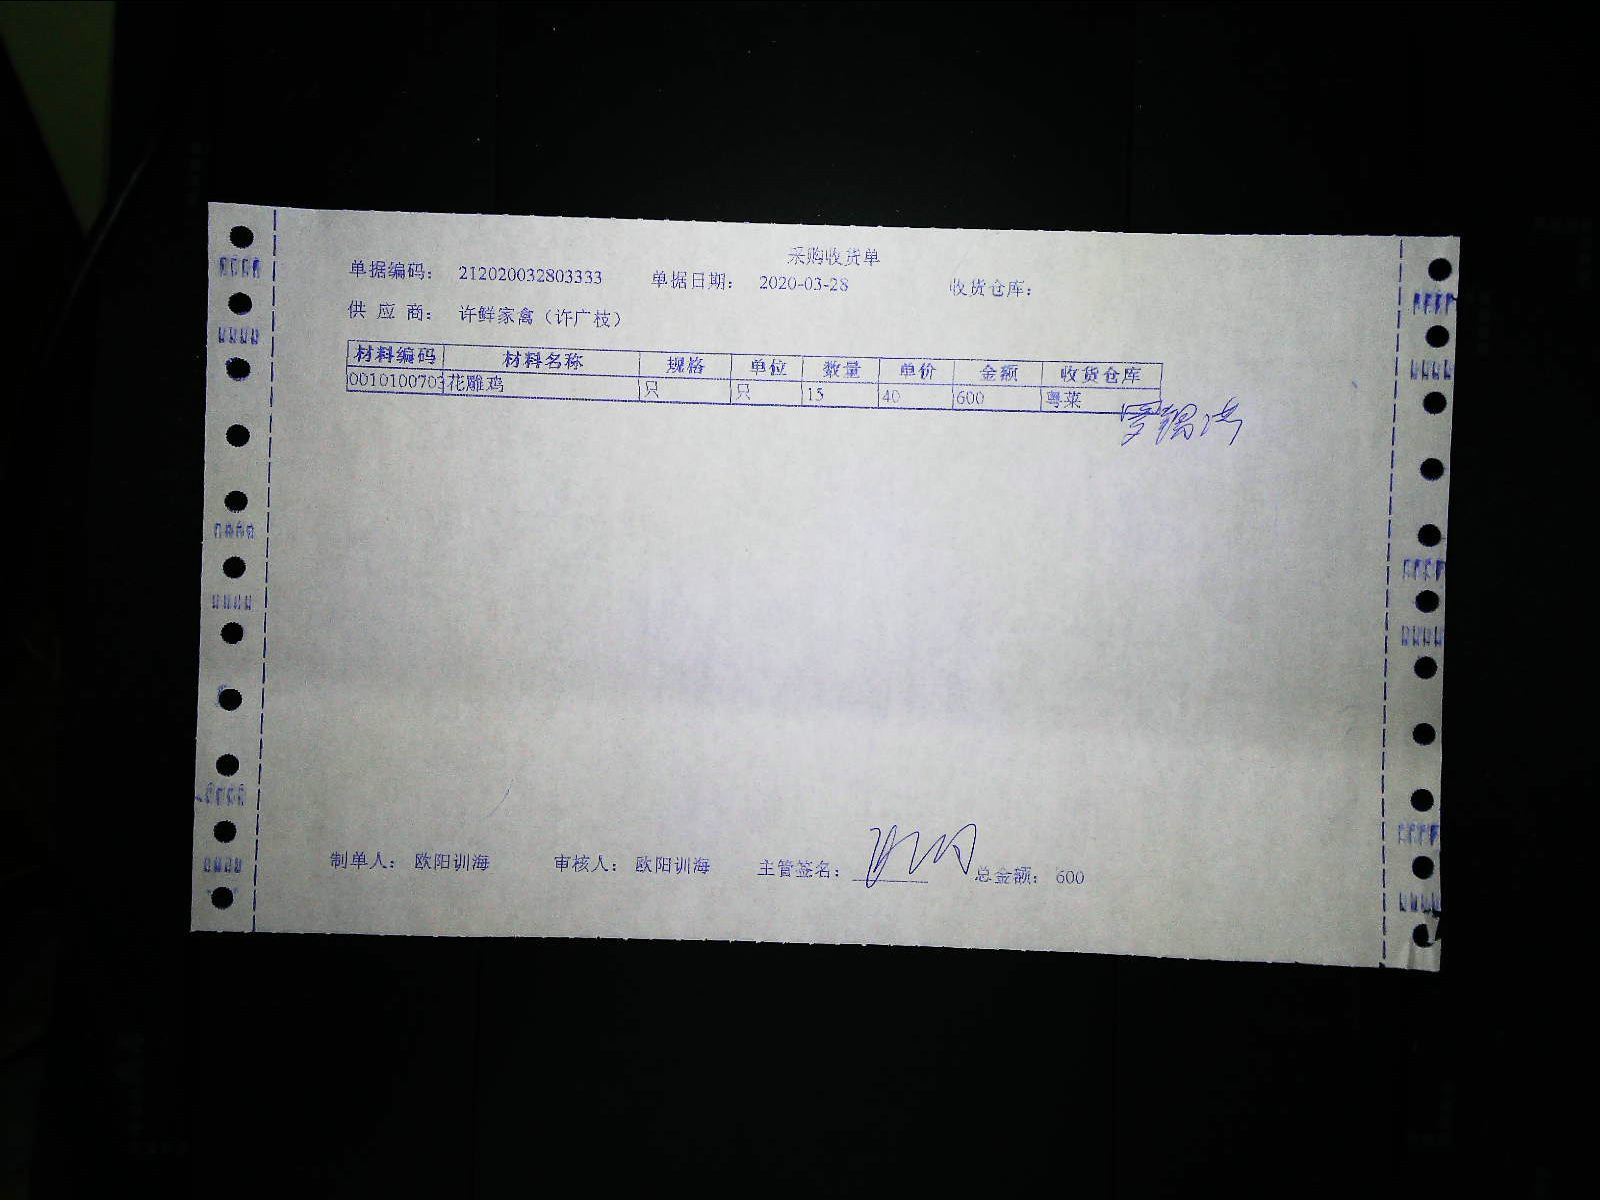 采购收货单
单据编码： 212020032803333 单据日期： 2020-03-28 收货仓库：
供 应 商： 许鲜家禽（许广枝）
材料编码 材料名称 规格 单位 数量 单价 金额 收货仓库
0010100703 花雕鸡 只 只 15 40 600 粤菜
制单人： 欧阳训海 审核人： 欧阳训海 主管签名： 总金额： 600